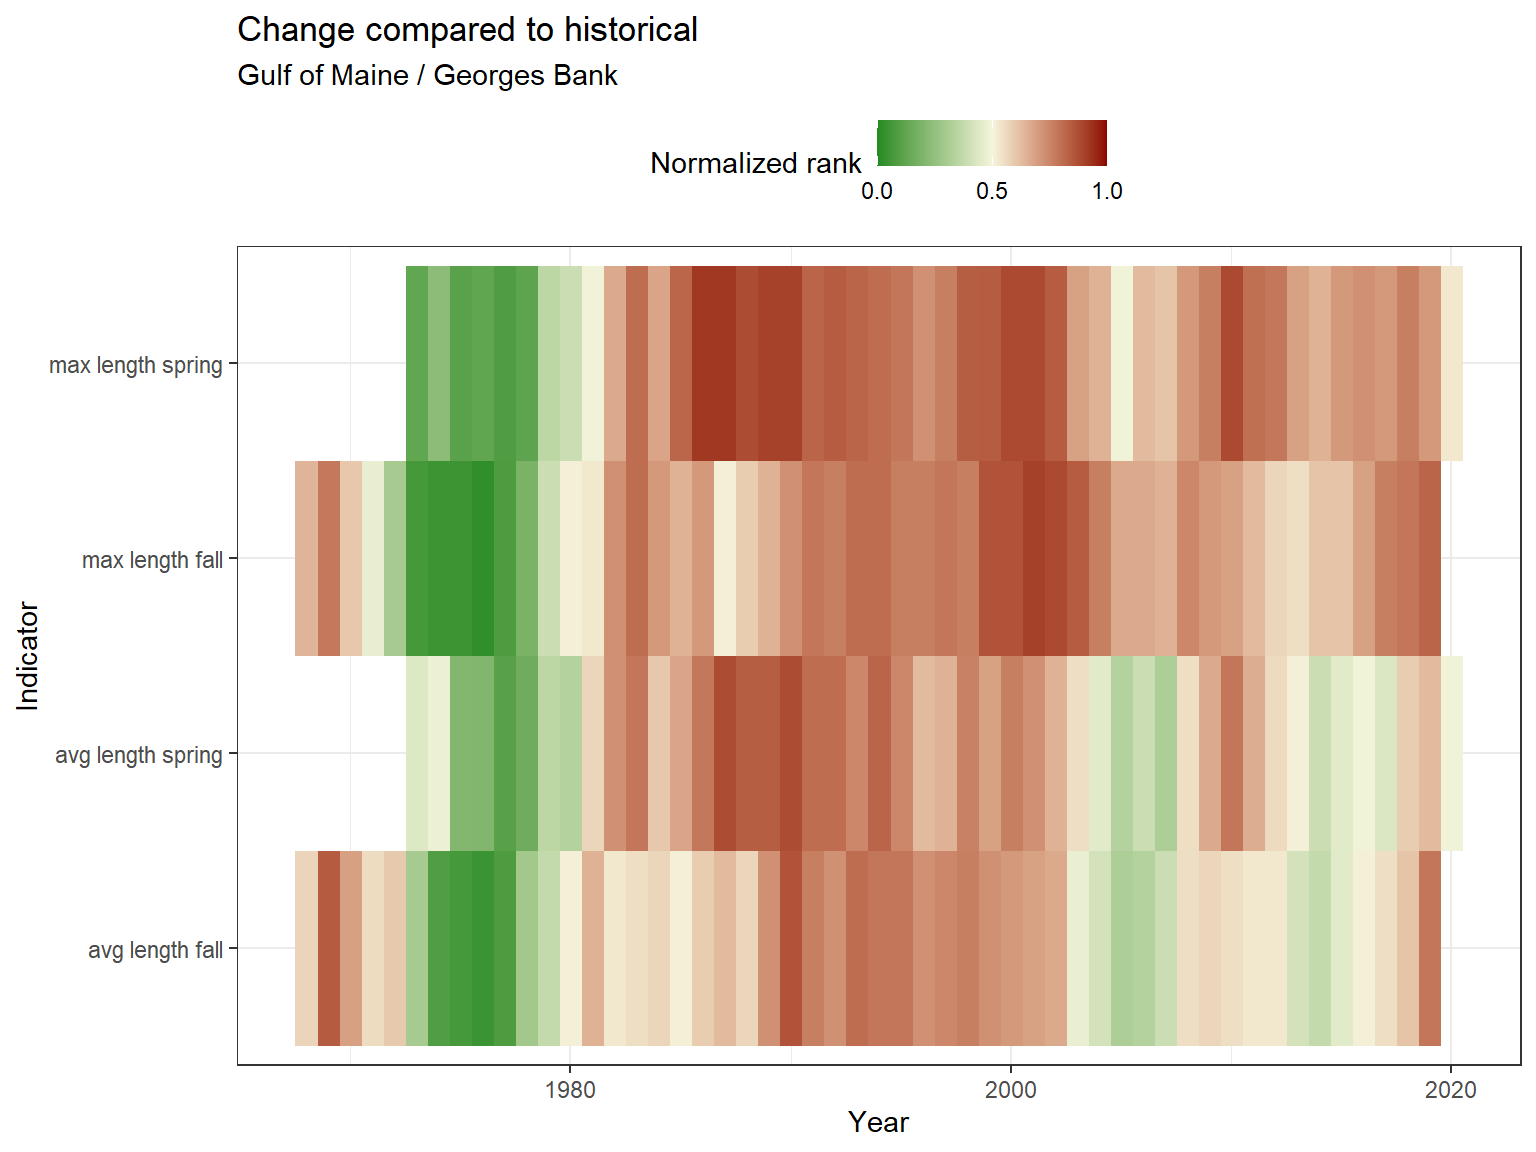 Change compared to historical
Gulf of Maine / Georges Bank
Normalized rank
0.0 0.5 1.0
max length spring
max length fall
avg length spring
avg length fall
Indicator
1980 2000 2020
Year